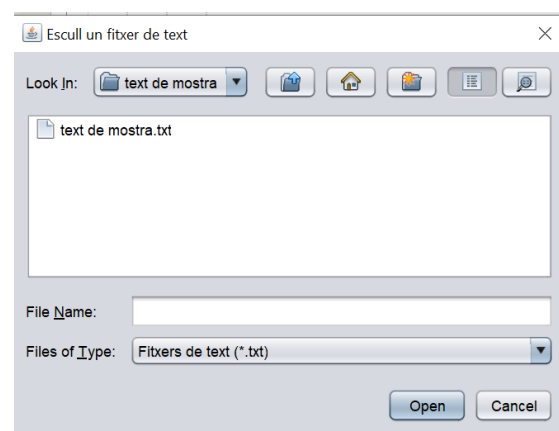 Escull un fitxer de text
Look In: text de mostra
text de mostra.txt
File Name:
Files of Type: Fitxers de text (*.txt)
Open Cancel